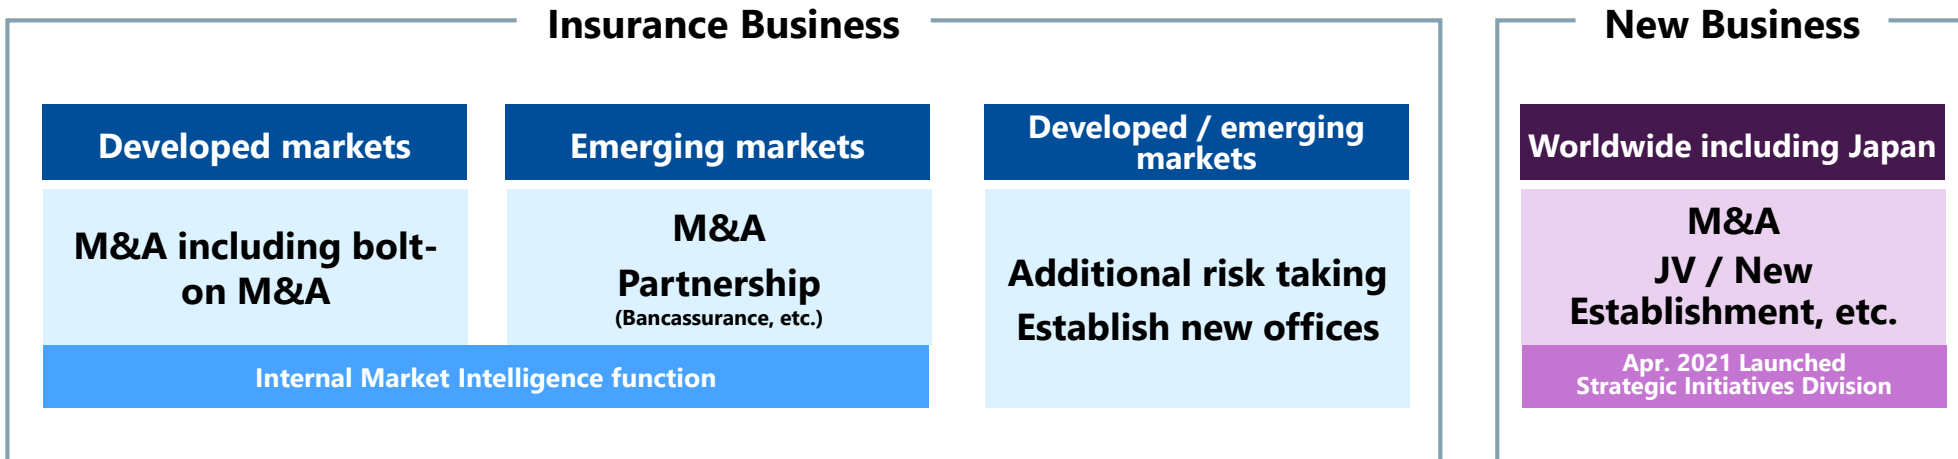 Insurance Business
New Business
Developed markets
M&A including bolt-
on M&A
Emerging markets
M&A
Partnership
(Bancassurance, etc.)
Internal Market Intelligence function
Developed / emerging
markets
Additional risk taking
Establish new offices
Worldwide including Japan
M&A
JV / New
Establishment, etc.
Apr. 2021 Launched
Strategic Initiatives Division